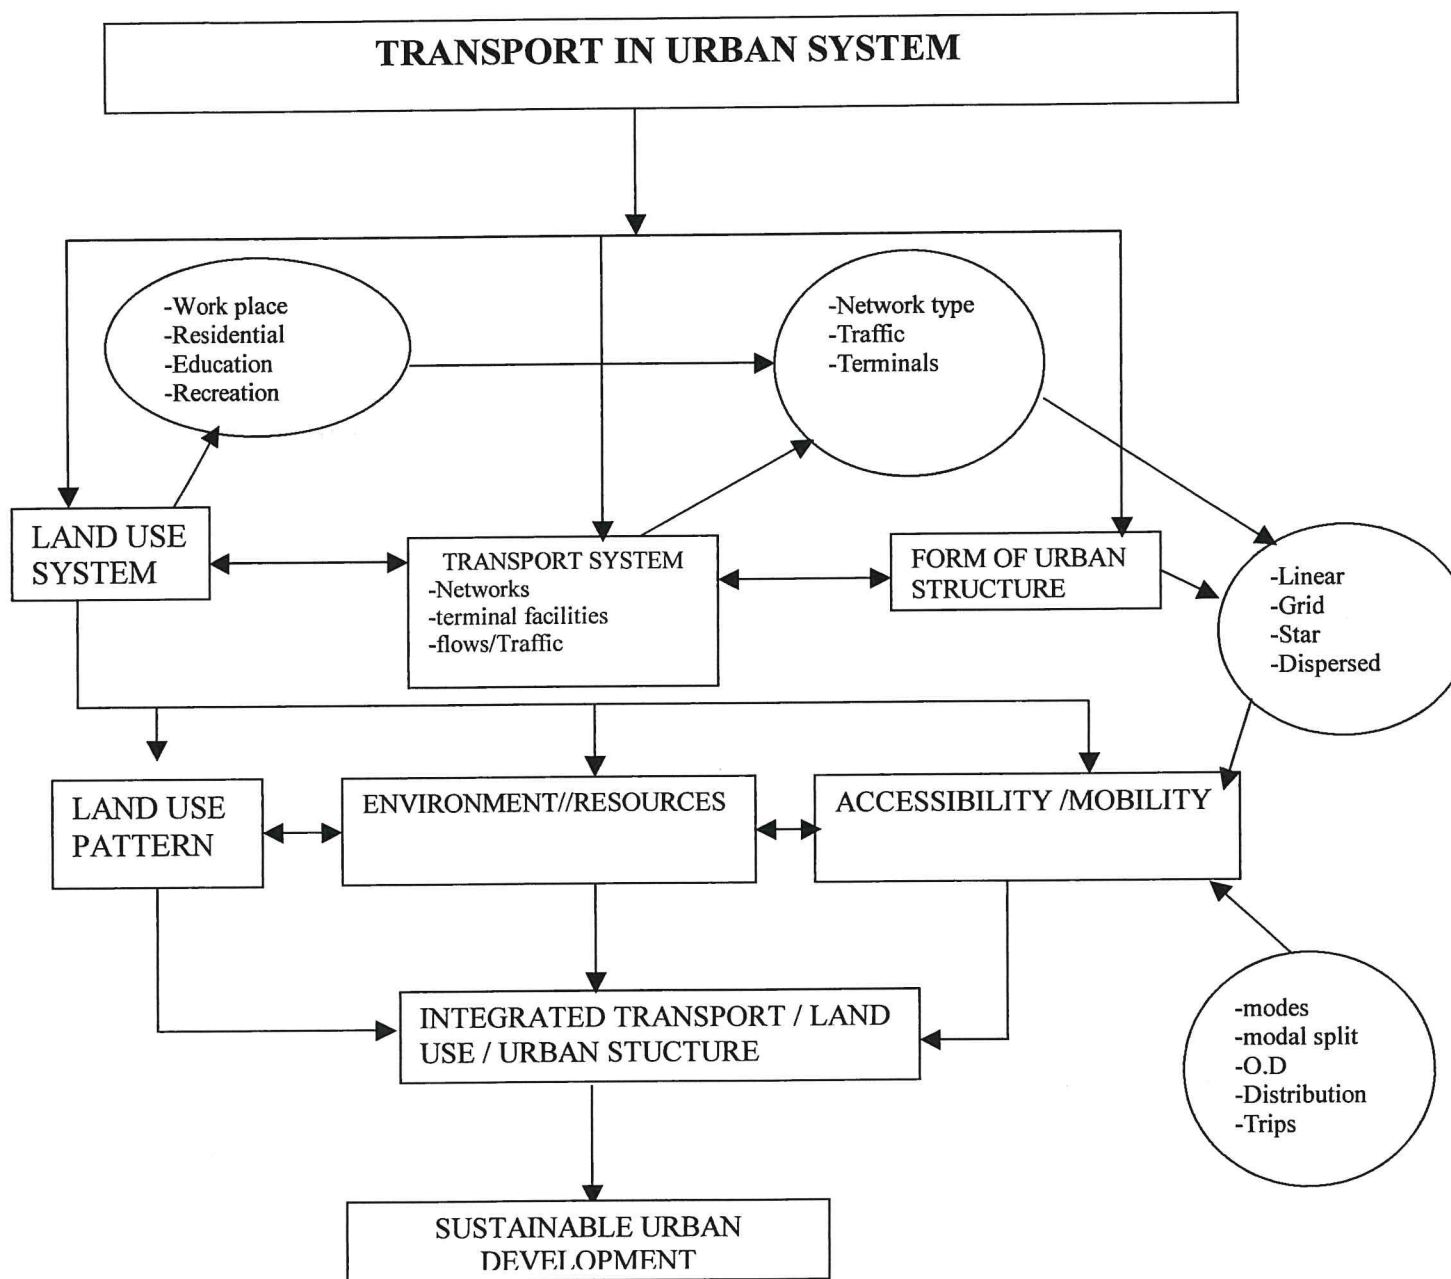 TRANSPORT IN URBAN SYSTEM
-Work place
-Residential
-Education
-Recreation
-Network type
-Traffic
-Terminals
LAND USE
SYSTEM
TRANSPORT SYSTEM
-Networks
-terminal facilities
-flows/Traffic
FORM OF URBAN
STRUCTURE
-Linear
-Grid
-Star
-Dispersed
LAND USE
PATTERN
ENVIRONMENT//RESOURCES
ACCESSIBILITY /MOBILITY
INTEGRATED TRANSPORT / LAND
USE / URBAN STUCTURE
-modes
-modal split
-O.D
-Distribution
-Trips
SUSTAINABLE URBAN
DEVELOPMENT